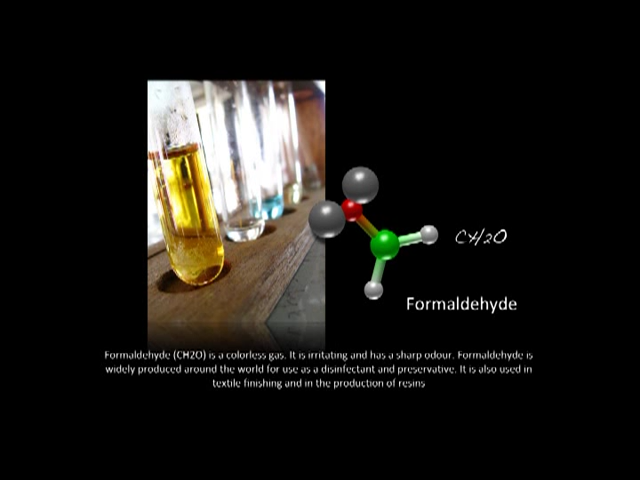 CH2O
Formaldehyde
Formaldehyde (CH2O) is a colorless gas. It is irritating and has a sharp odour. Formaldehyde is
widely produced around the world for use as a disinfectant and preservative. It is also used in
textile finishing and in the production of resins